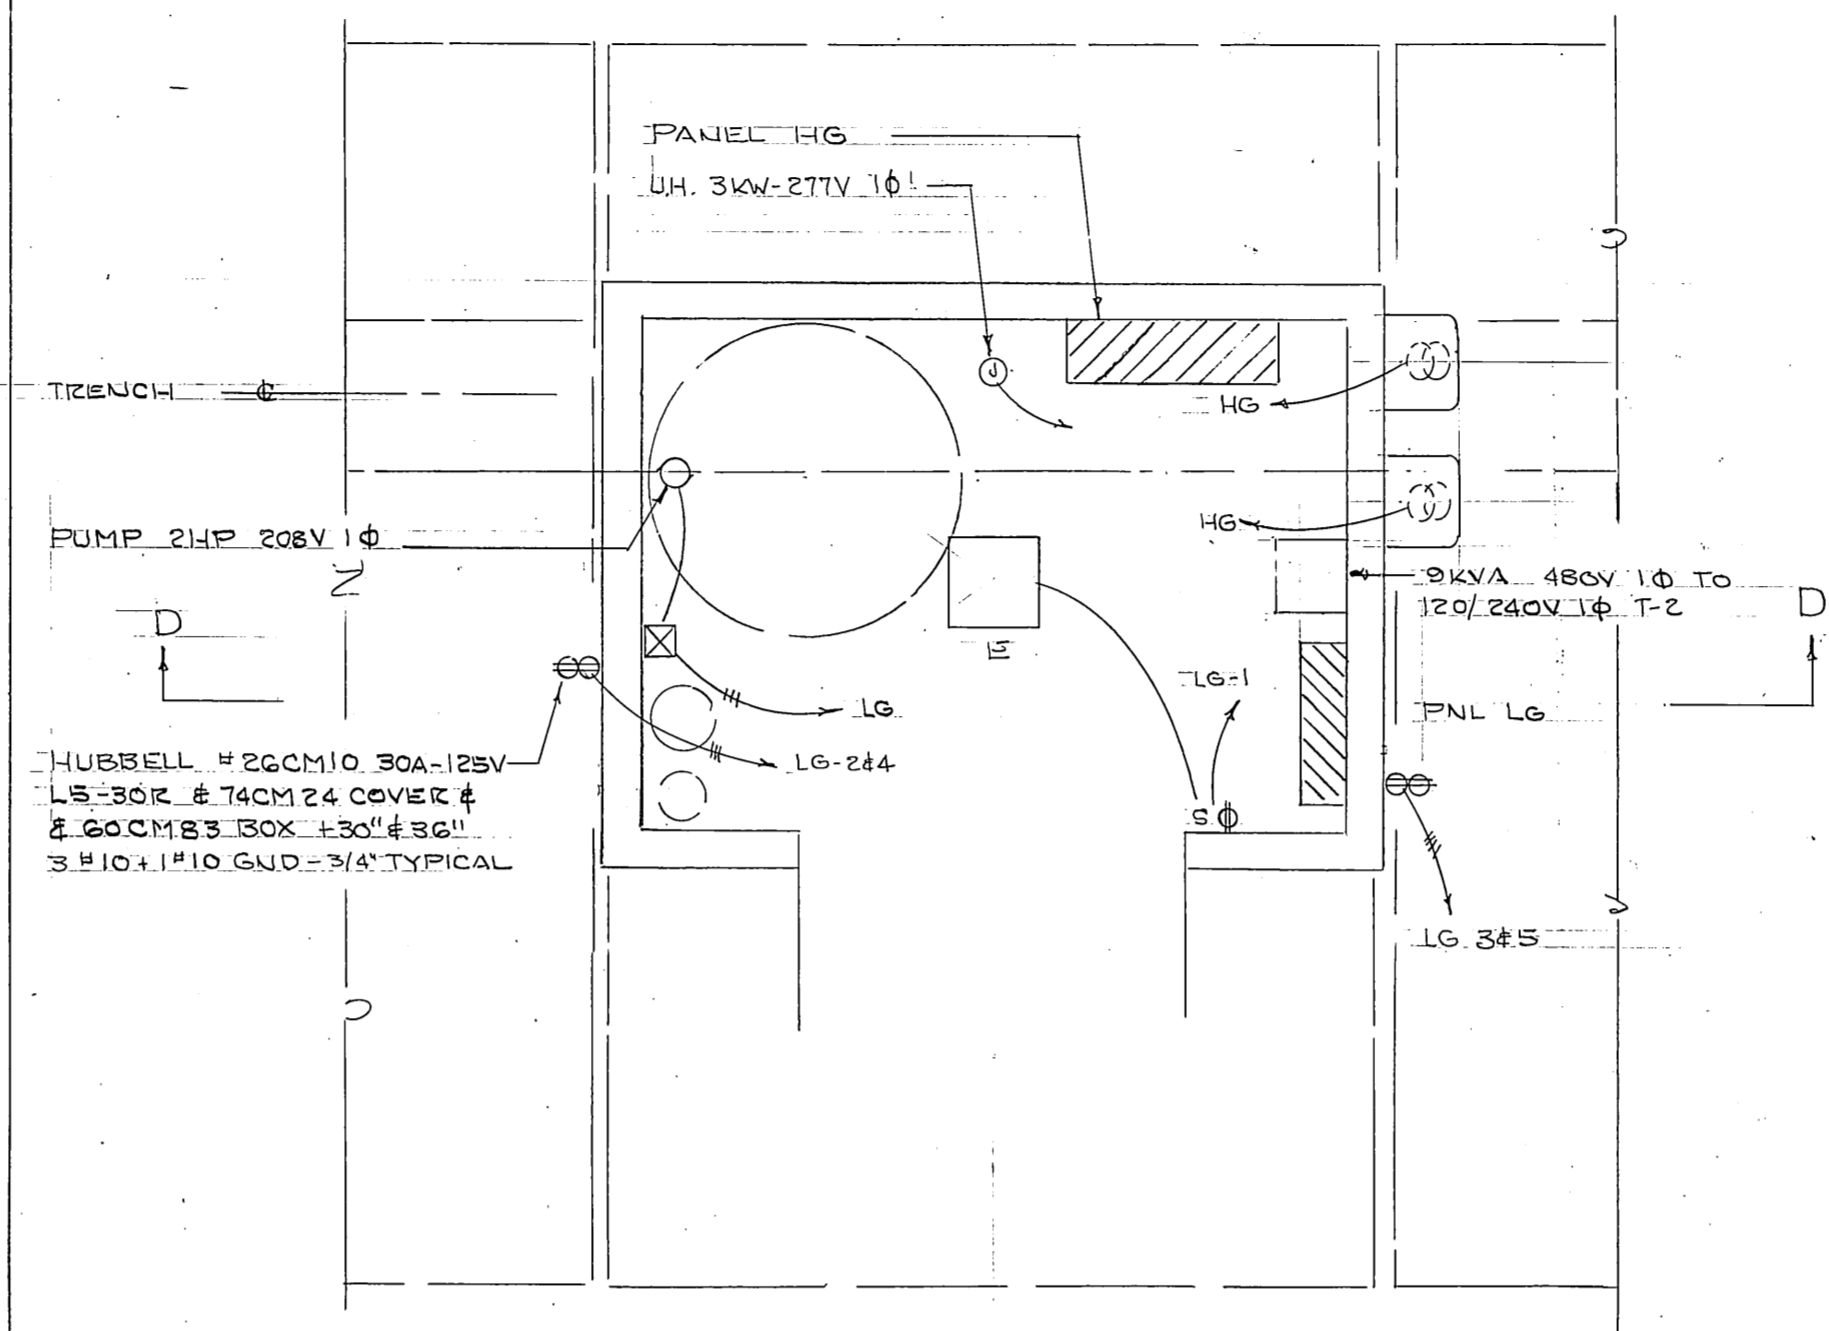 PANEL HG
U.H. 3KW-277V 1ϕ
TRENCH ℄
HG
PUMP 2HP 208V 1ϕ
HG
9KVA 480V 1ϕ TO
120/240V 1ϕ T-2
D
D
E
LG-1
LG
PNL LG
HUBBELL #26CM10 30A-125V
L5-30R & 74CM24 COVER &
& 60CM83 BOX +30" & 36"
3 #10+1#10 GND-3/4" TYPICAL
LG-2&4
S
LG 3&5
J